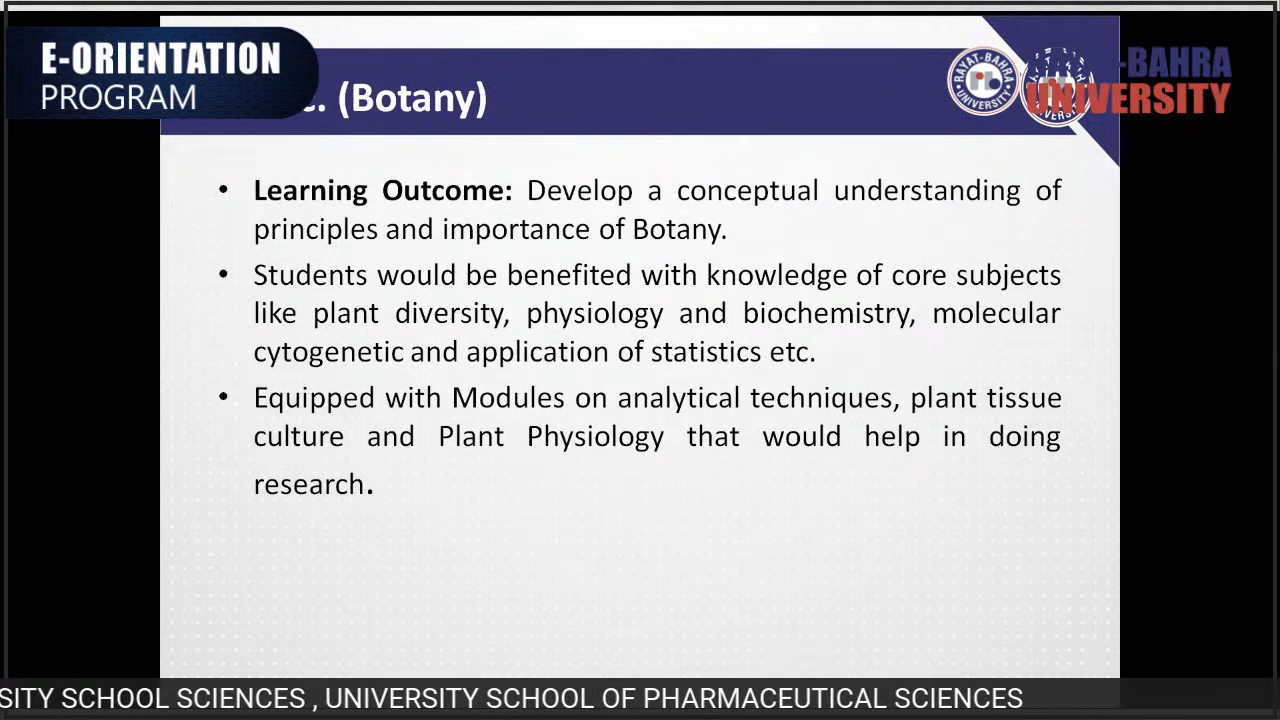 E-ORIENTATION
PROGRAM
c. (Botany)
RAYAT-BAHRA
UNIVERSITY
-BAHRA
UNIVERSITY
• Learning Outcome: Develop a conceptual understanding of
principles and importance of Botany.
• Students would be benefited with knowledge of core subjects
like plant diversity, physiology and biochemistry, molecular
cytogenetic and application of statistics etc.
• Equipped with Modules on analytical techniques, plant tissue
culture and Plant Physiology that would help in doing
research.
SITY SCHOOL SCIENCES , UNIVERSITY SCHOOL OF PHARMACEUTICAL SCIENCES